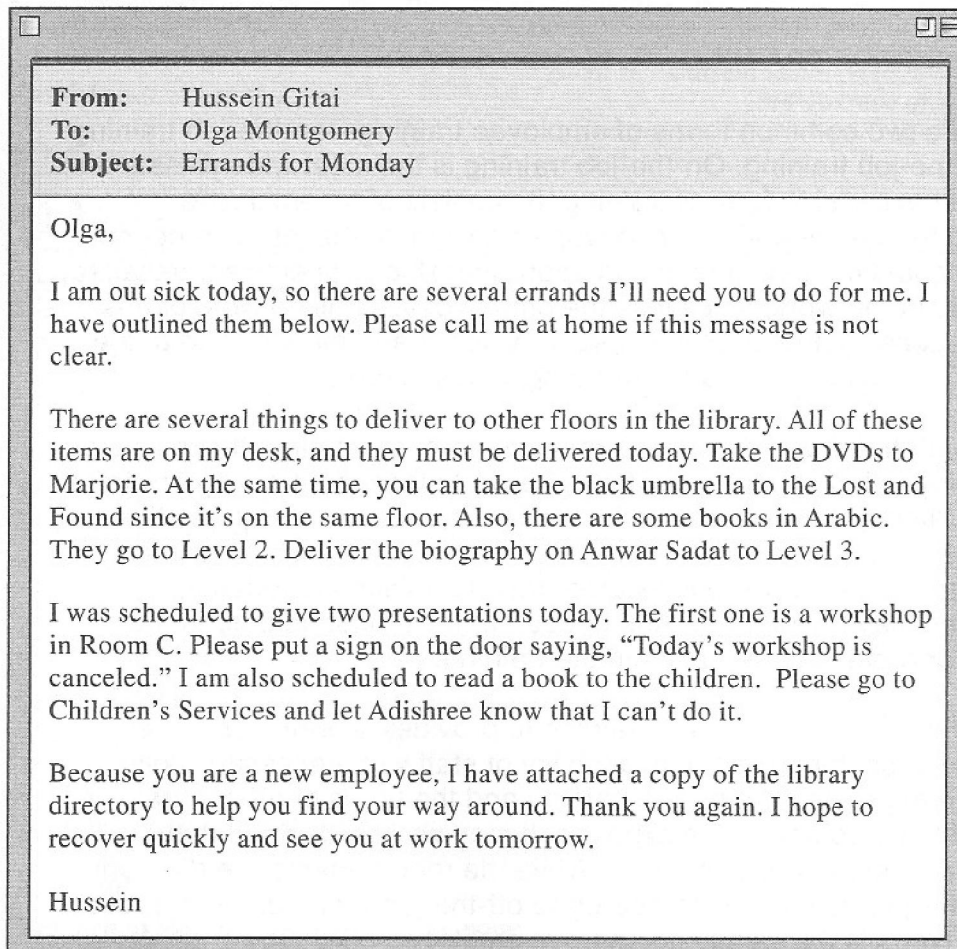 From: Hussein Gitai
To: Olga Montgomery
Subject: Errands for Monday
Olga,
I am out sick today, so there are several errands I'll need you to do for me. I
have outlined them below. Please call me at home if this message is not
clear.
There are several things to deliver to other floors in the library. All of these
items are on my desk, and they must be delivered today. Take the DVDs to
Marjorie. At the same time, you can take the black umbrella to the Lost and
Found since it's on the same floor. Also, there are some books in Arabic.
They go to Level 2. Deliver the biography on Anwar Sadat to Level 3.
I was scheduled to give two presentations today. The first one is a workshop
in Room C. Please put a sign on the door saying, “Today's workshop is
canceled.” I am also scheduled to read a book to the children. Please go to
Children's Services and let Adishree know that I can't do it.
Because you are a new employee, I have attached a copy of the library
directory to help you find your way around. Thank you again. I hope to
recover quickly and see you at work tomorrow.
Hussein